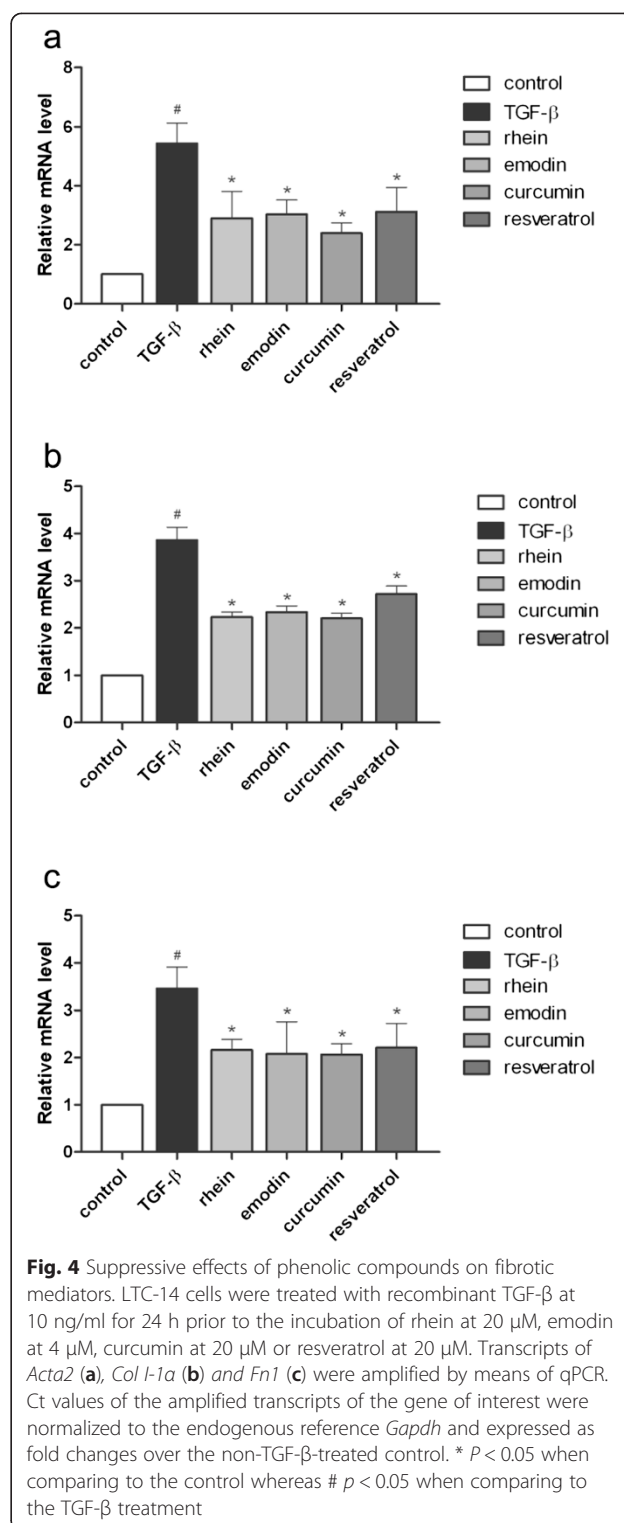 a
8
6
4
2
0
Relative mRNA level
#
*
*
*
*
control
TGF-β
rhein
emodin
curcumin
resveratrol
control
TGF-β
rhein
emodin
curcumin
resveratrol
b
5
4
3
2
1
0
Relative mRNA level
#
*
*
*
*
control
TGF-β
rhein
emodin
curcumin
resveratrol
control
TGF-β
rhein
emodin
curcumin
resveratrol
c
5
4
3
2
1
0
Relative mRNA level
#
*
*
*
*
control
TGF-β
rhein
emodin
curcumin
resveratrol
control
TGF-β
rhein
emodin
curcumin
resveratrol
Fig. 4 Suppressive effects of phenolic compounds on fibrotic
mediators. LTC-14 cells were treated with recombinant TGF-β at
10 ng/ml for 24 h prior to the incubation of rhein at 20 μM, emodin
at 4 μM, curcumin at 20 μM or resveratrol at 20 μM. Transcripts of
Acta2 (a), Col I-1α (b) and Fn1 (c) were amplified by means of qPCR.
Ct values of the amplified transcripts of the gene of interest were
normalized to the endogenous reference Gapdh and expressed as
fold changes over the non-TGF-β-treated control. * P < 0.05 when
comparing to the control whereas # p < 0.05 when comparing to
the TGF-β treatment